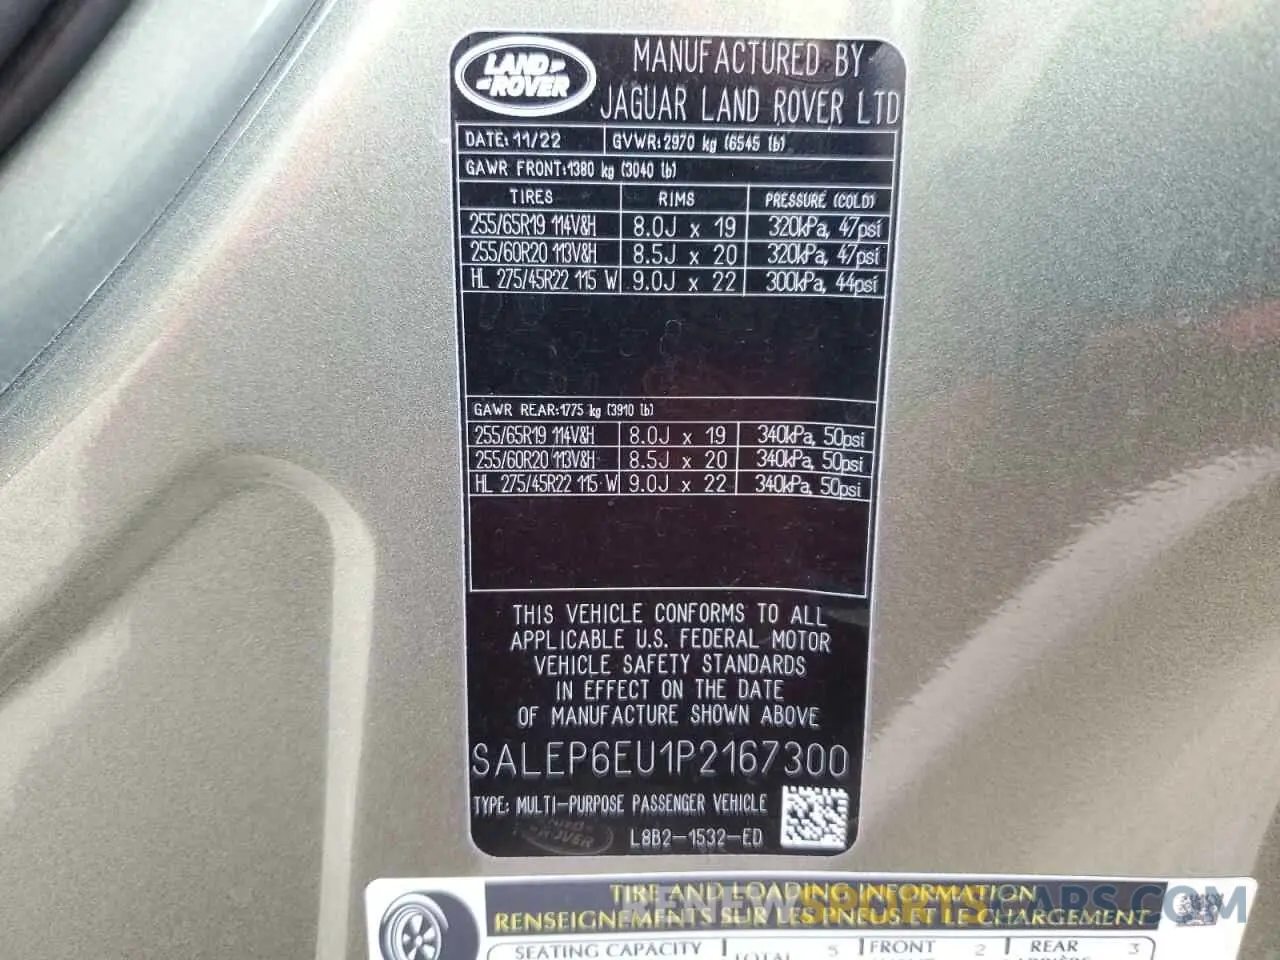 LAND ROVER
MANUFACTURED BY
JAGUAR LAND ROVER LTD
DATE: 11/22 GVWR: 2970 kg (6545 lb)
GAWR FRONT: 1380 kg (3040 lb)
TIRES RIMS PRESSURE (COLD)
255/65R19 114V&H 8.0J x 19 320kPa, 47psi
255/60R20 113V&H 8.5J x 20 320kPa, 47psi
HL 275/45R22 115 W 9.0J x 22 300kPa, 44psi
GAWR REAR: 1775 kg (3910 lb)
255/65R19 114V&H 8.0J x 19 340kPa, 50psi
255/60R20 113V&H 8.5J x 20 340kPa, 50psi
HL 275/45R22 115 W 9.0J x 22 340kPa, 50psi
THIS VEHICLE CONFORMS TO ALL
APPLICABLE U.S. FEDERAL MOTOR
VEHICLE SAFETY STANDARDS
IN EFFECT ON THE DATE
OF MANUFACTURE SHOWN ABOVE
SALEP6EU1P2167300
TYPE: MULTI-PURPOSE PASSENGER VEHICLE
L8B2-1532-ED
TIRE AND LOADING INFORMATION
RENSEIGNEMENTS SUR LES PNEUS ET LE CHARGEMENT
RENEWSPORTSCARS.COM
SEATING CAPACITY TOTAL 5 FRONT 2 REAR 3